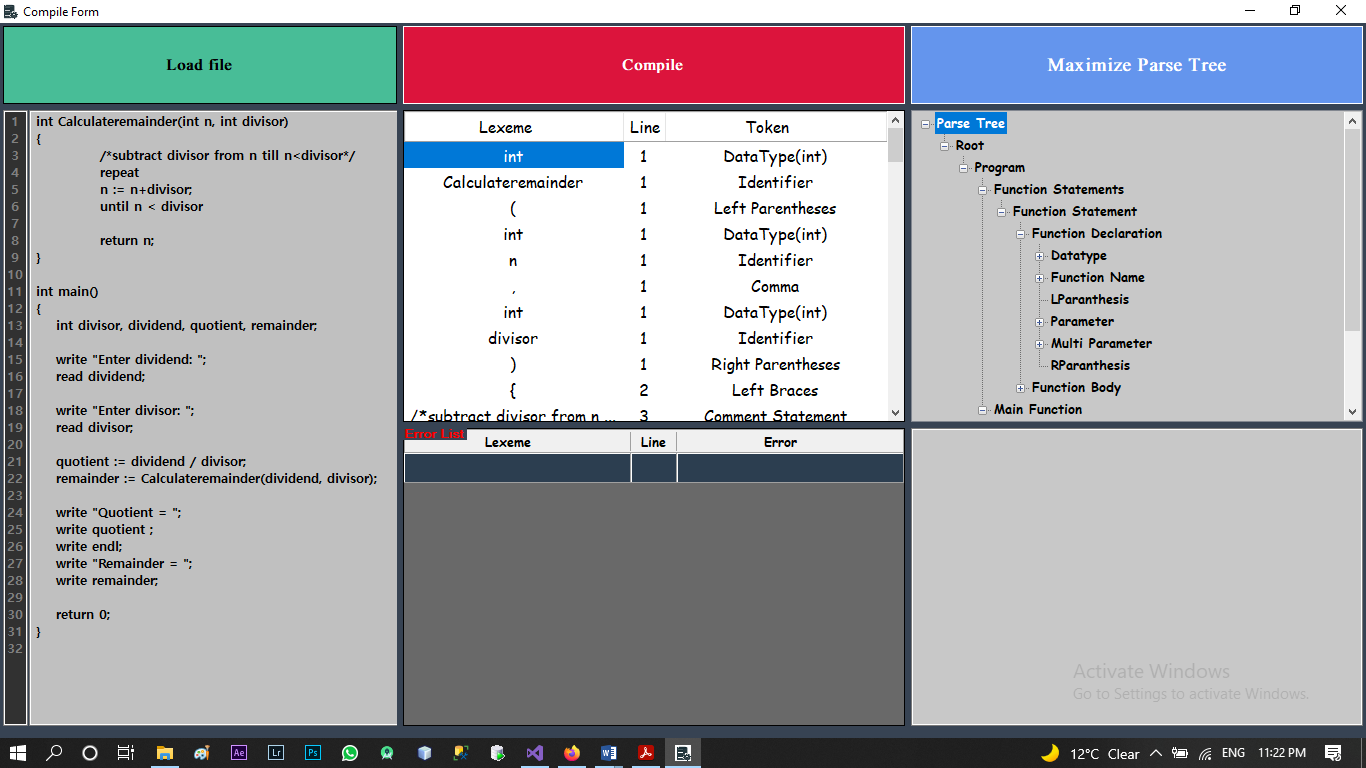 Compile Form
Load file
Compile
Maximize Parse Tree
1 int Calculateremainder(int n, int divisor)
2 {
3 /*subtract divisor from n till n<divisor*/
4 repeat
5 n := n+divisor;
6 until n < divisor
7
8 return n;
9 }
10
11 int main()
12 {
13 int divisor, dividend, quotient, remainder;
14
15 write "Enter dividend: ";
16 read dividend;
17
18 write "Enter divisor: ";
19 read divisor;
20
21 quotient := dividend / divisor;
22 remainder := Calculateremainder(dividend, divisor);
23
24 write "Quotient = ";
25 write quotient ;
26 write endl;
27 write "Remainder = ";
28 write remainder;
29
30 return 0;
31 }
32
Lexeme Line Token
int 1 DataType(int)
Calculateremainder 1 Identifier
( 1 Left Parentheses
int 1 DataType(int)
n 1 Identifier
, 1 Comma
int 1 DataType(int)
divisor 1 Identifier
) 1 Right Parentheses
{ 2 Left Braces
/*subtract divisor from n ... 3 Comment Statement
Error List
Lexeme Line Error
Parse Tree
Root
Program
Function Statements
Function Statement
Function Declaration
Datatype
Function Name
LParanthesis
Parameter
Multi Parameter
RParanthesis
Function Body
Main Function
Activate Windows
Go to Settings to activate Windows.
Ae Lr Ps
12°C Clear ENG 11:22 PM